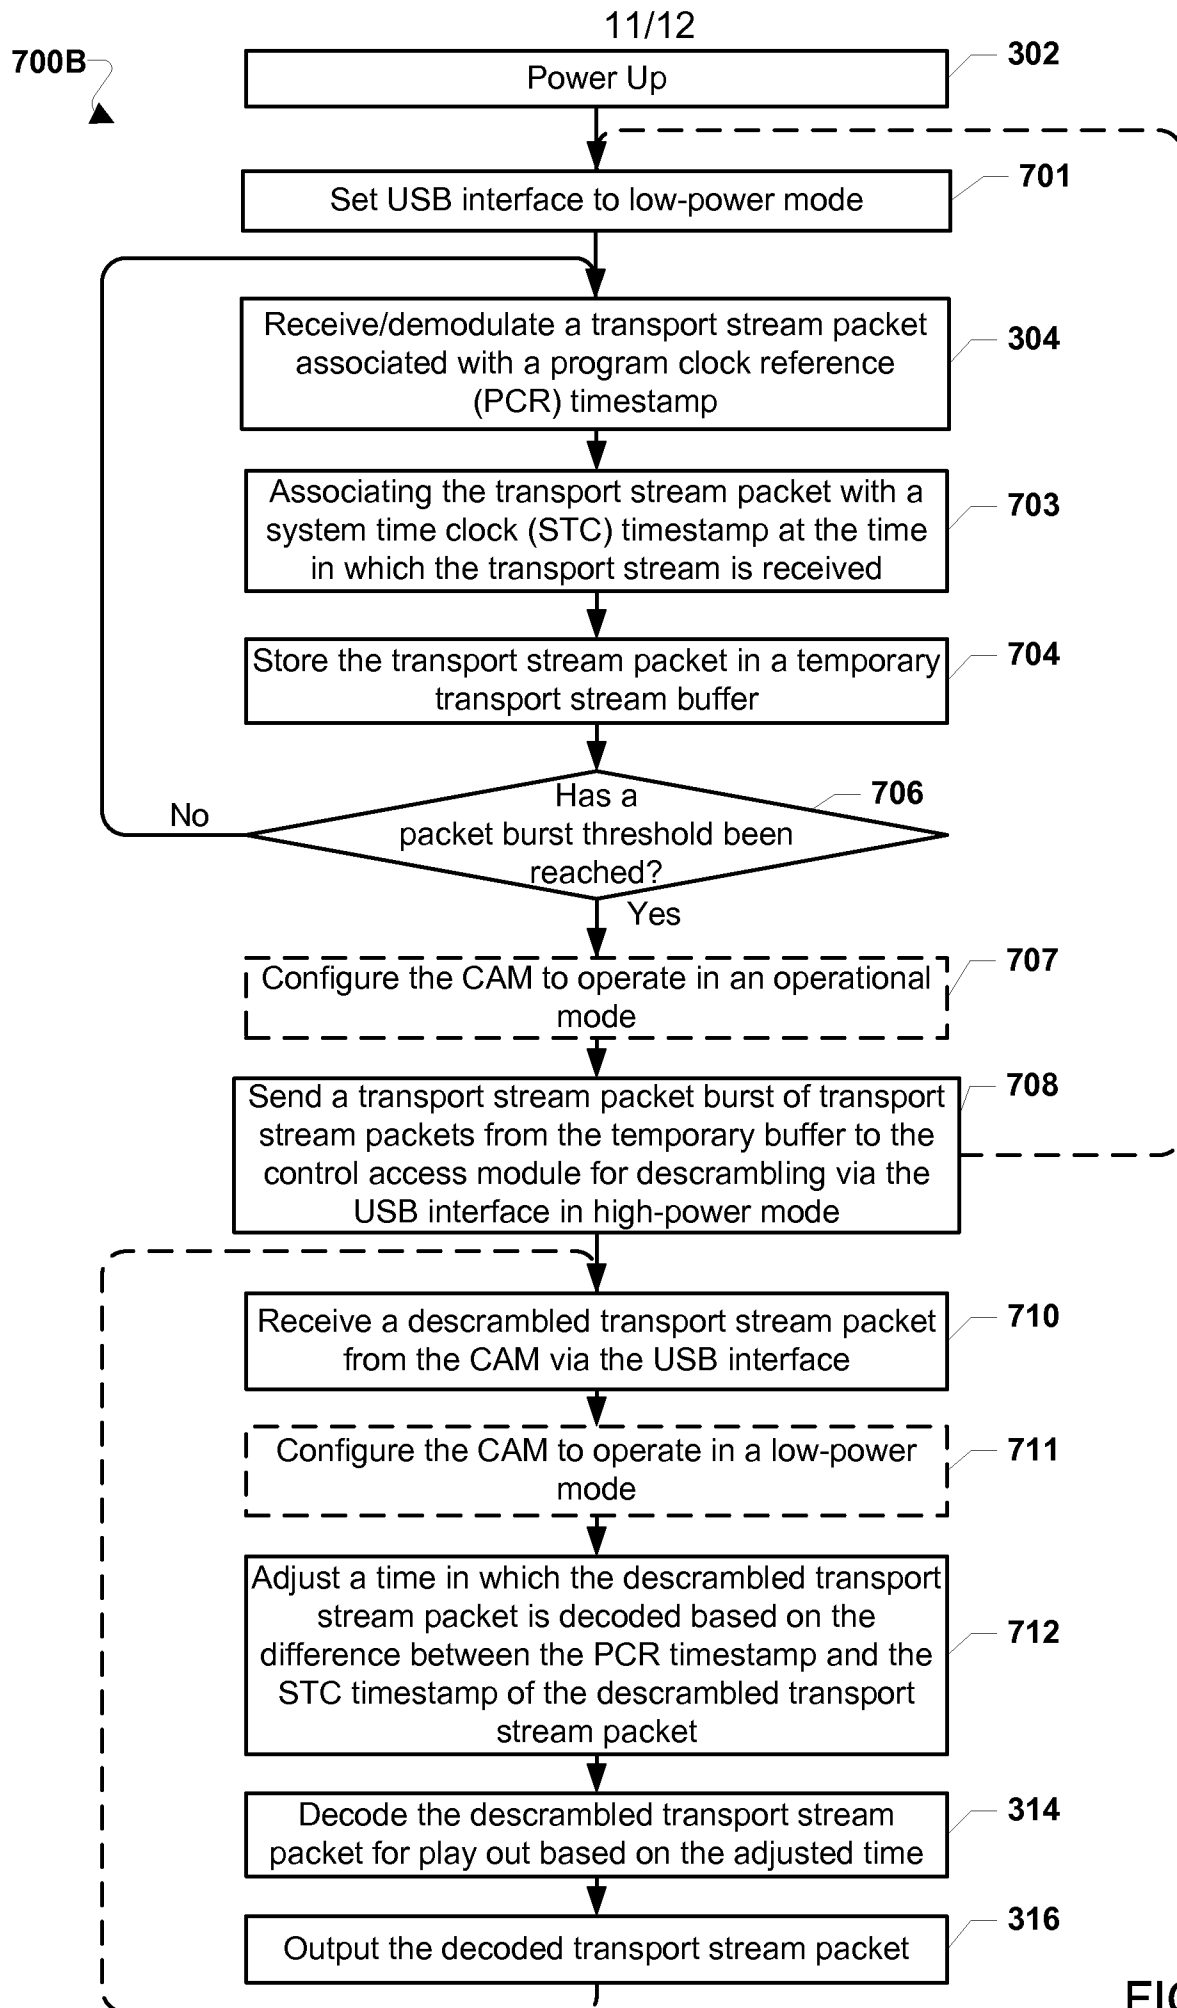 11/12
700B
302
Power Up
701
Set USB interface to low-power mode
304
Receive/demodulate a transport stream packet
associated with a program clock reference
(PCR) timestamp
703
Associating the transport stream packet with a
system time clock (STC) timestamp at the time
in which the transport stream is received
704
Store the transport stream packet in a temporary
transport stream buffer
706
Has a
packet burst threshold been
reached?
No
Yes
707
Configure the CAM to operate in an operational
mode
708
Send a transport stream packet burst of transport
stream packets from the temporary buffer to the
control access module for descrambling via the
USB interface in high-power mode
710
Receive a descrambled transport stream packet
from the CAM via the USB interface
711
Configure the CAM to operate in a low-power
mode
712
Adjust a time in which the descrambled transport
stream packet is decoded based on the
difference between the PCR timestamp and the
STC timestamp of the descrambled transport
stream packet
314
Decode the descrambled transport stream
packet for play out based on the adjusted time
316
Output the decoded transport stream packet